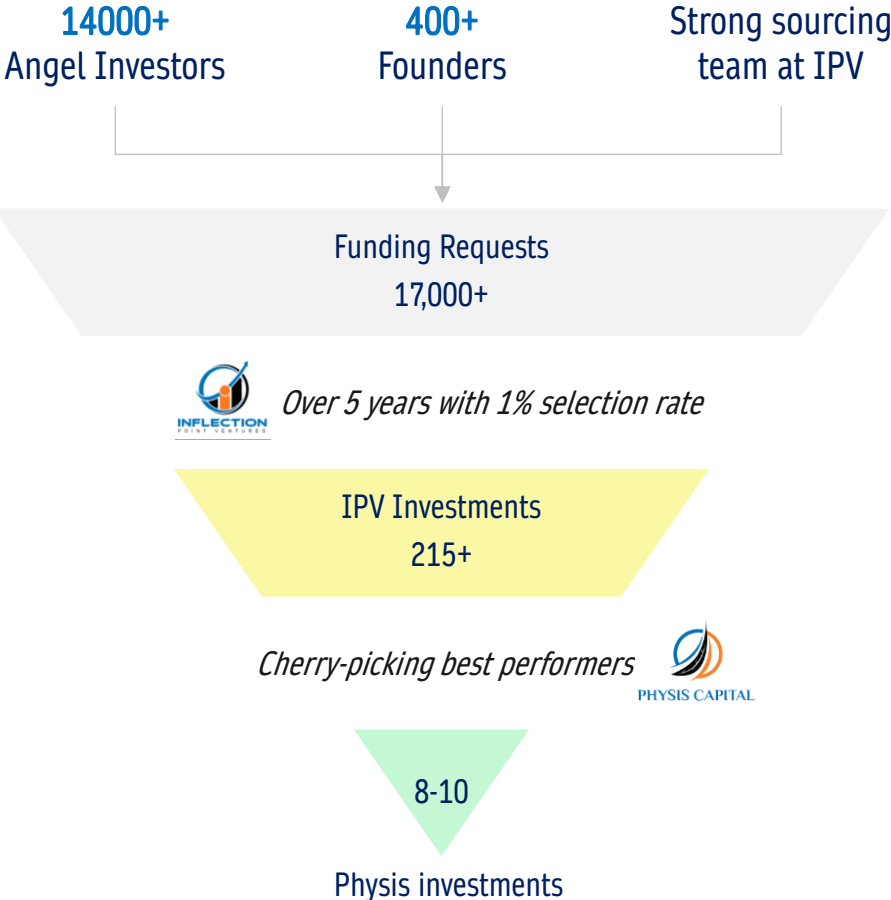 14000+
Angel Investors
400+
Founders
Strong sourcing
team at IPV
Funding Requests
17,000+
INFLECTION
POINT VENTURES
Over 5 years with 1% selection rate
IPV Investments
215+
Cherry-picking best performers
PHYSIS CAPITAL
8-10
Physis investments